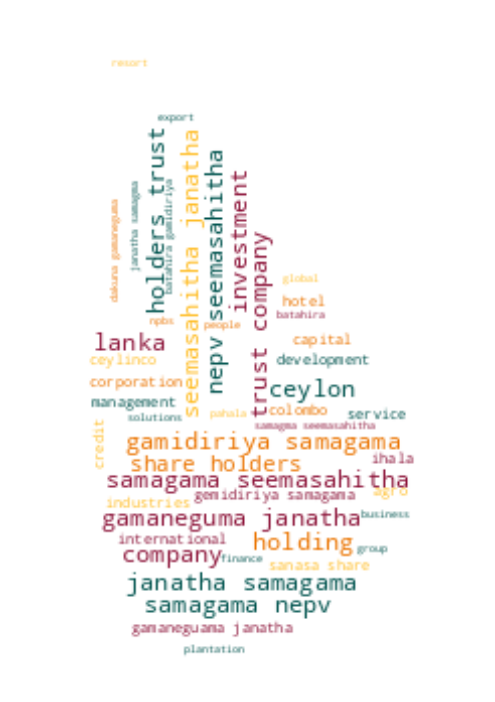 resort
export
holders trust
seemasahitha janatha
nepv seemasahitha
investment
trust company
janatha samagma
batahira gamidiriya
dakuna gamaneguma
global
hotel
batahira
npbs
people
lanka
capital
ceylinco
development
corporation
ceylon
management
colombo
service
solutions
pahala
samagma seemasahitha
credit
gamidiriya samagama
share holders
ihala
samagama seemasahitha
agro
gemidiriya samagama
industries
gamaneguma janatha
business
international
holding
company
finance
group
sanasa share
janatha samagama
samagama nepv
gamaneguama janatha
plantation